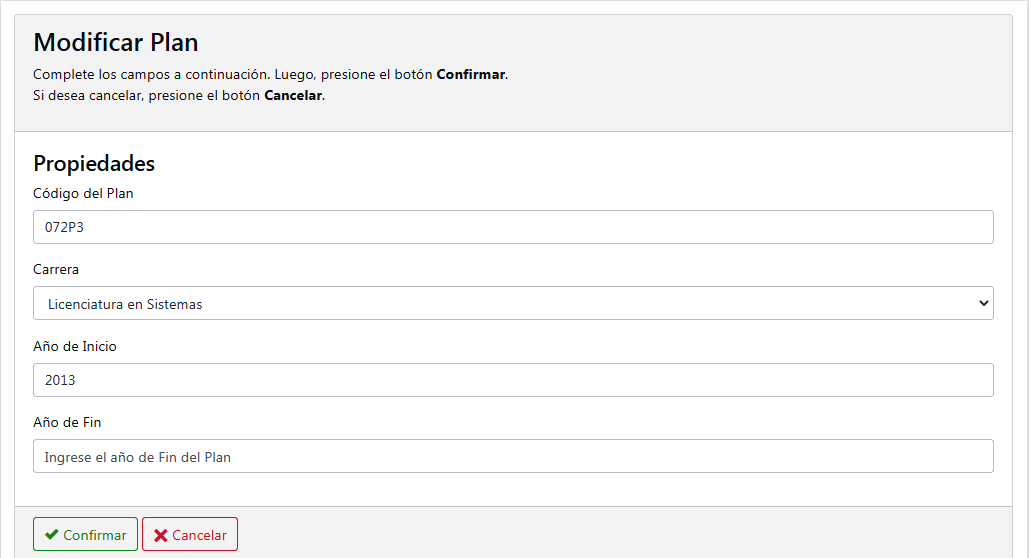 Modificar Plan
Complete los campos a continuación. Luego, presione el botón Confirmar.
Si desea cancelar, presione el botón Cancelar.
Propiedades
Código del Plan
072P3
Carrera
Licenciatura en Sistemas
Año de Inicio
2013
Año de Fin
Ingrese el año de Fin del Plan
Confirmar Cancelar